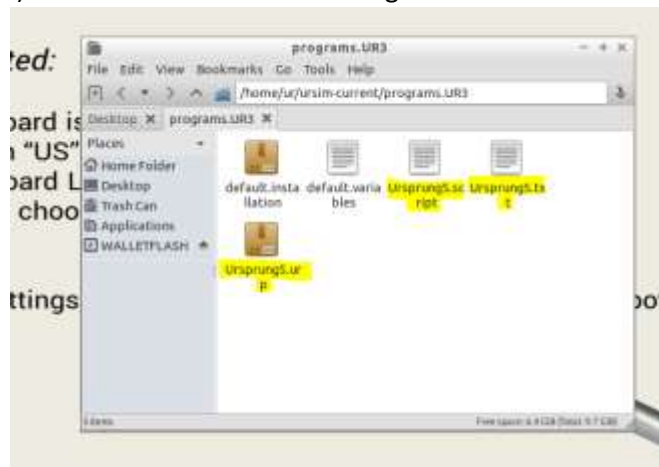 ted:
oard is
"US"
oard L
choo
ttings
programs.UR3
File Edit View Bookmarks Go Tools Help
/home/ur/ursim-current/programs.UR3
Desktop programs.UR3
Places
Home Folder
Desktop
Trash Can
Applications
WALLETFLASH
default.insta
llation
default.varia
bles
Ursprung5.sc
ript
Ursprung5.tx
t
Ursprung5.ur
p
5 items